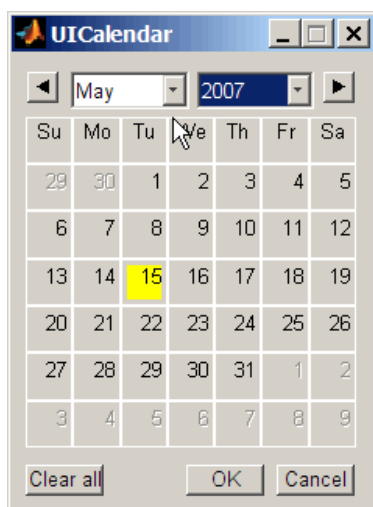 UICalendar
May 2007
Su Mo Tu We Th Fr Sa
29 30 1 2 3 4 5
6 7 8 9 10 11 12
13 14 15 16 17 18 19
20 21 22 23 24 25 26
27 28 29 30 31 1 2
3 4 5 6 7 8 9
Clear all OK Cancel